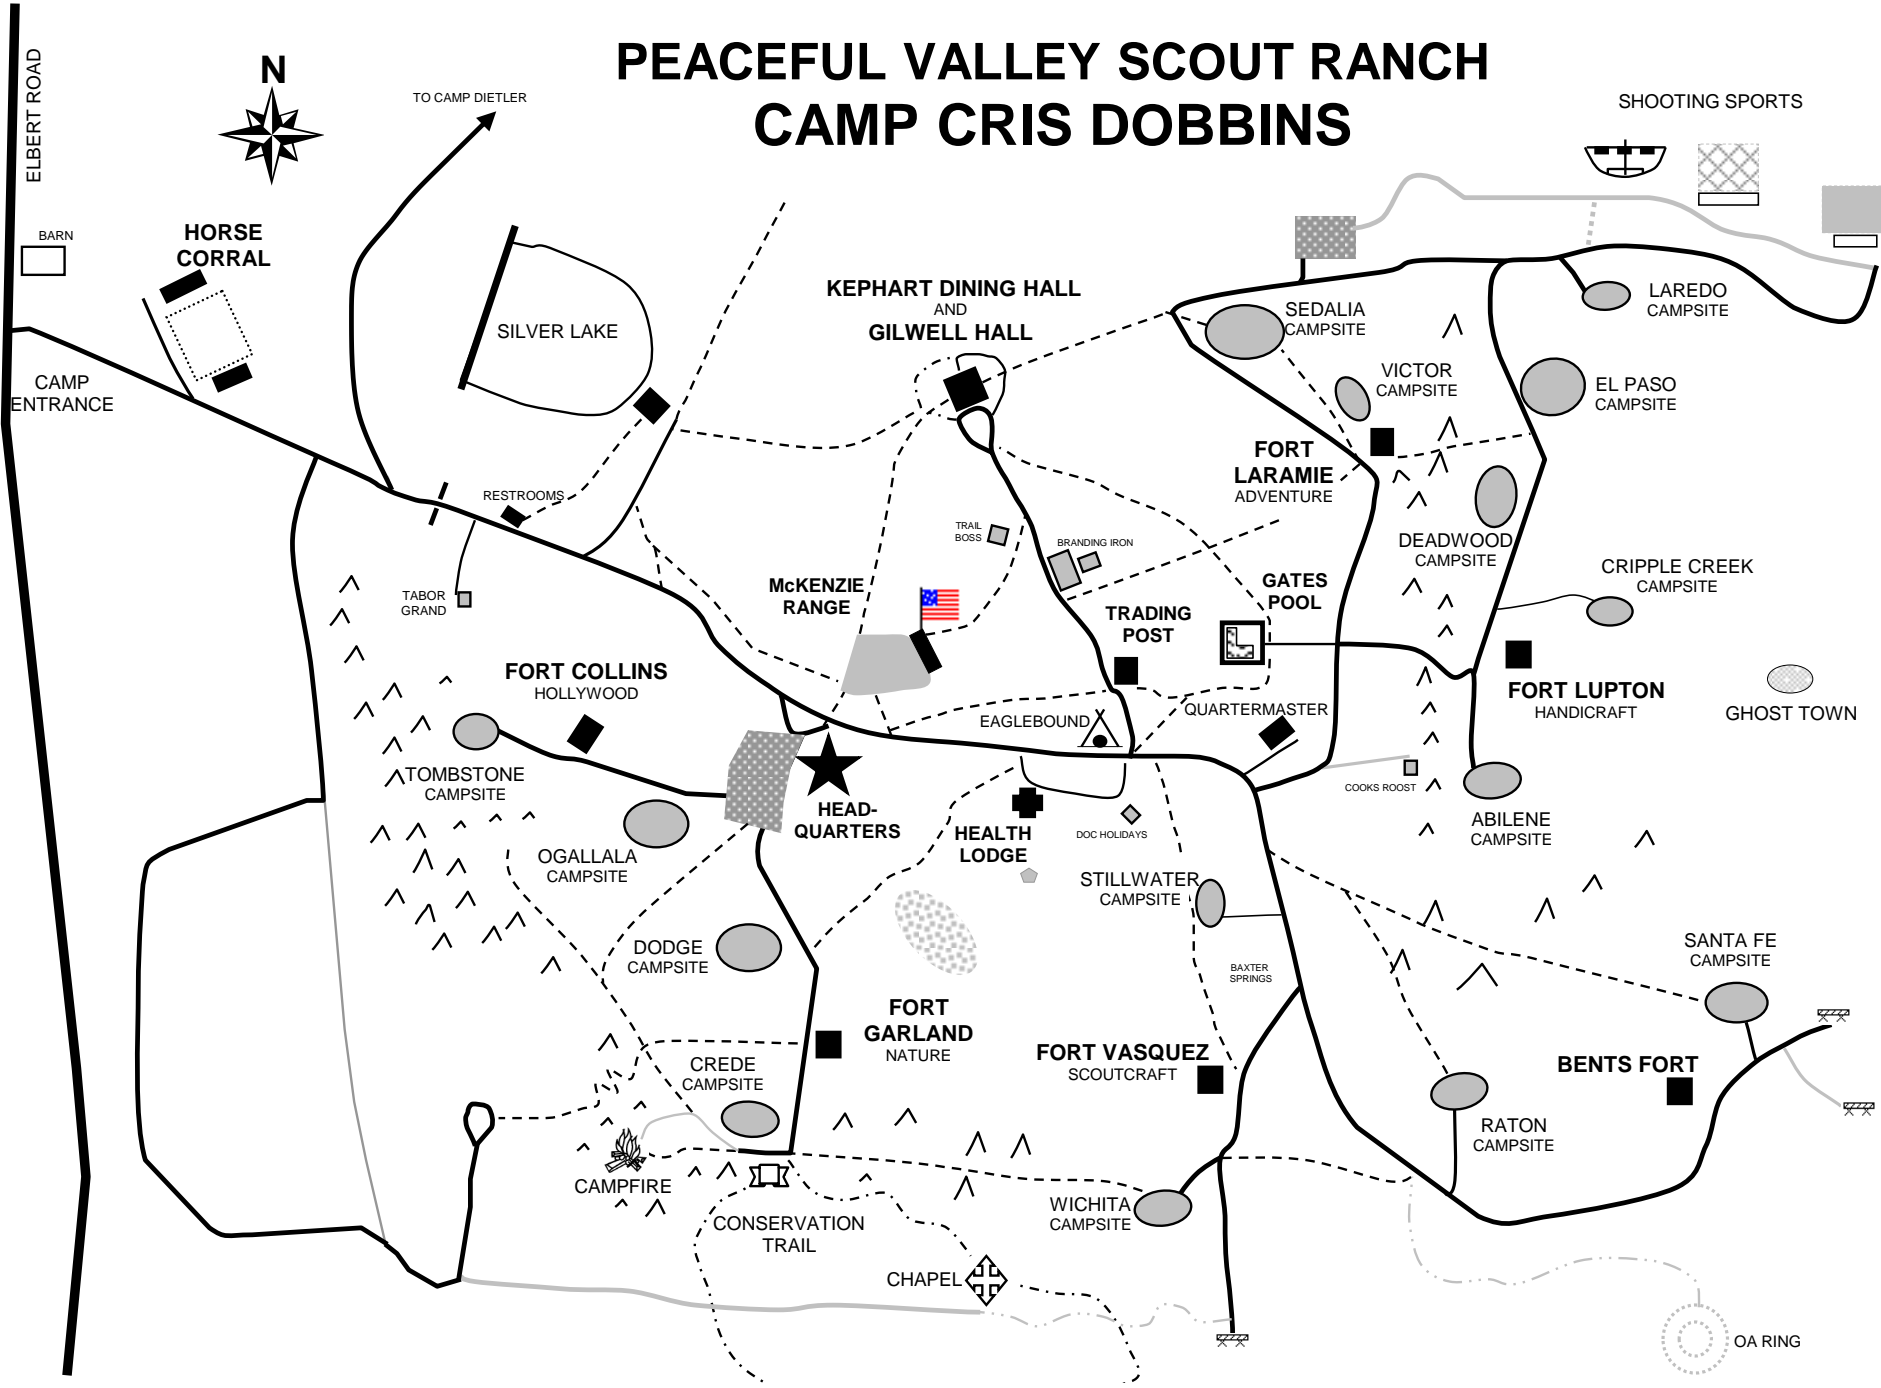 PEACEFUL VALLEY SCOUT RANCH
CAMP CRIS DOBBINS
ELBERT ROAD
N
TO CAMP DIETLER
SHOOTING SPORTS
BARN
HORSE
CORRAL
SILVER LAKE
KEPHART DINING HALL
AND
GILWELL HALL
SEDALIA
CAMPSITE
LAREDO
CAMPSITE
CAMP
ENTRANCE
VICTOR
CAMPSITE
EL PASO
CAMPSITE
FORT
LARAMIE
ADVENTURE
RESTROOMS
TRAIL
BOSS
BRANDING IRON
DEADWOOD
CAMPSITE
CRIPPLE CREEK
CAMPSITE
TABOR
GRAND
McKENZIE
RANGE
GATES
POOL
TRADING
POST
FORT COLLINS
HOLLYWOOD
FORT LUPTON
HANDICRAFT
GHOST TOWN
EAGLEBOUND
QUARTERMASTER
TOMBSTONE
CAMPSITE
HEAD-
QUARTERS
HEALTH
LODGE
DOC HOLIDAYS
COOKS ROOST
ABILENE
CAMPSITE
OGALLALA
CAMPSITE
STILLWATER
CAMPSITE
DODGE
CAMPSITE
BAXTER
SPRINGS
SANTA FE
CAMPSITE
FORT
GARLAND
NATURE
FORT VASQUEZ
SCOUTCRAFT
BENTS FORT
CREDE
CAMPSITE
RATON
CAMPSITE
CAMPFIRE
CONSERVATION
TRAIL
WICHITA
CAMPSITE
CHAPEL
OA RING